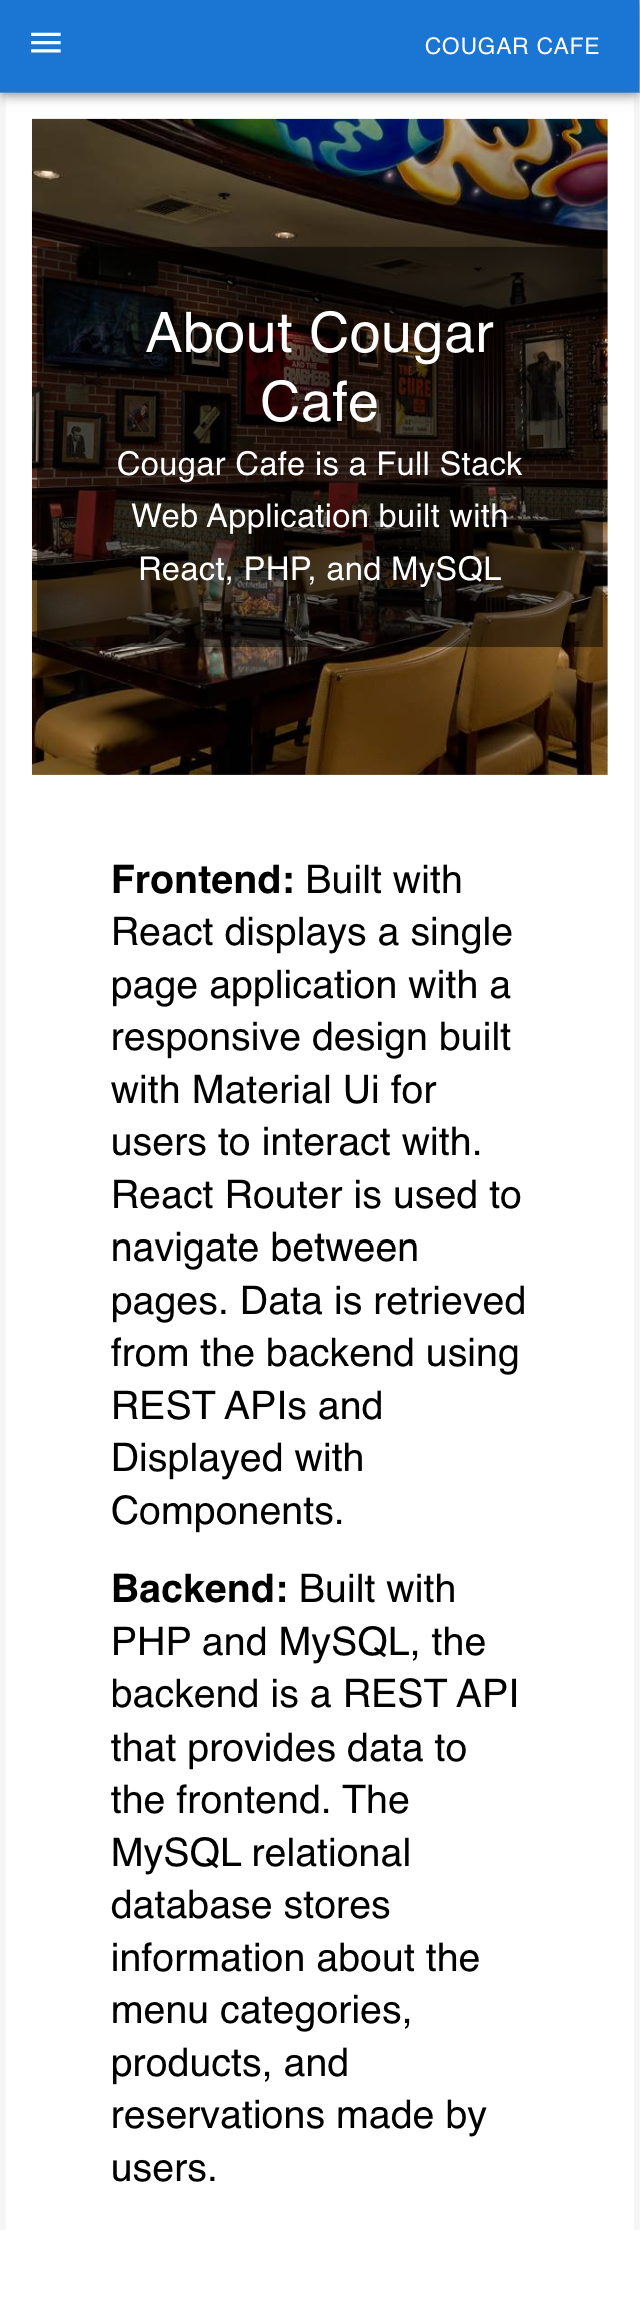 COUGAR CAFE
About Cougar
Cafe
Cougar Cafe is a Full Stack
Web Application built with
React, PHP, and MySQL
THE
CURE
Frontend: Built with
React displays a single
page application with a
responsive design built
with Material Ui for
users to interact with.
React Router is used to
navigate between
pages. Data is retrieved
from the backend using
REST APIs and
Displayed with
Components.
Backend: Built with
PHP and MySQL, the
backend is a REST API
that provides data to
the frontend. The
MySQL relational
database stores
information about the
menu categories,
products, and
reservations made by
users.